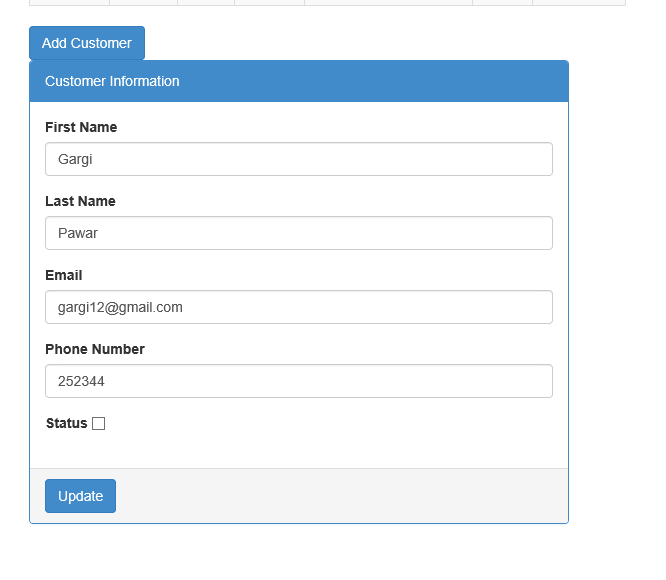 Add Customer
Customer Information
First Name
Gargi
Last Name
Pawar
Email
gargi12@gmail.com
Phone Number
252344
Status
Update